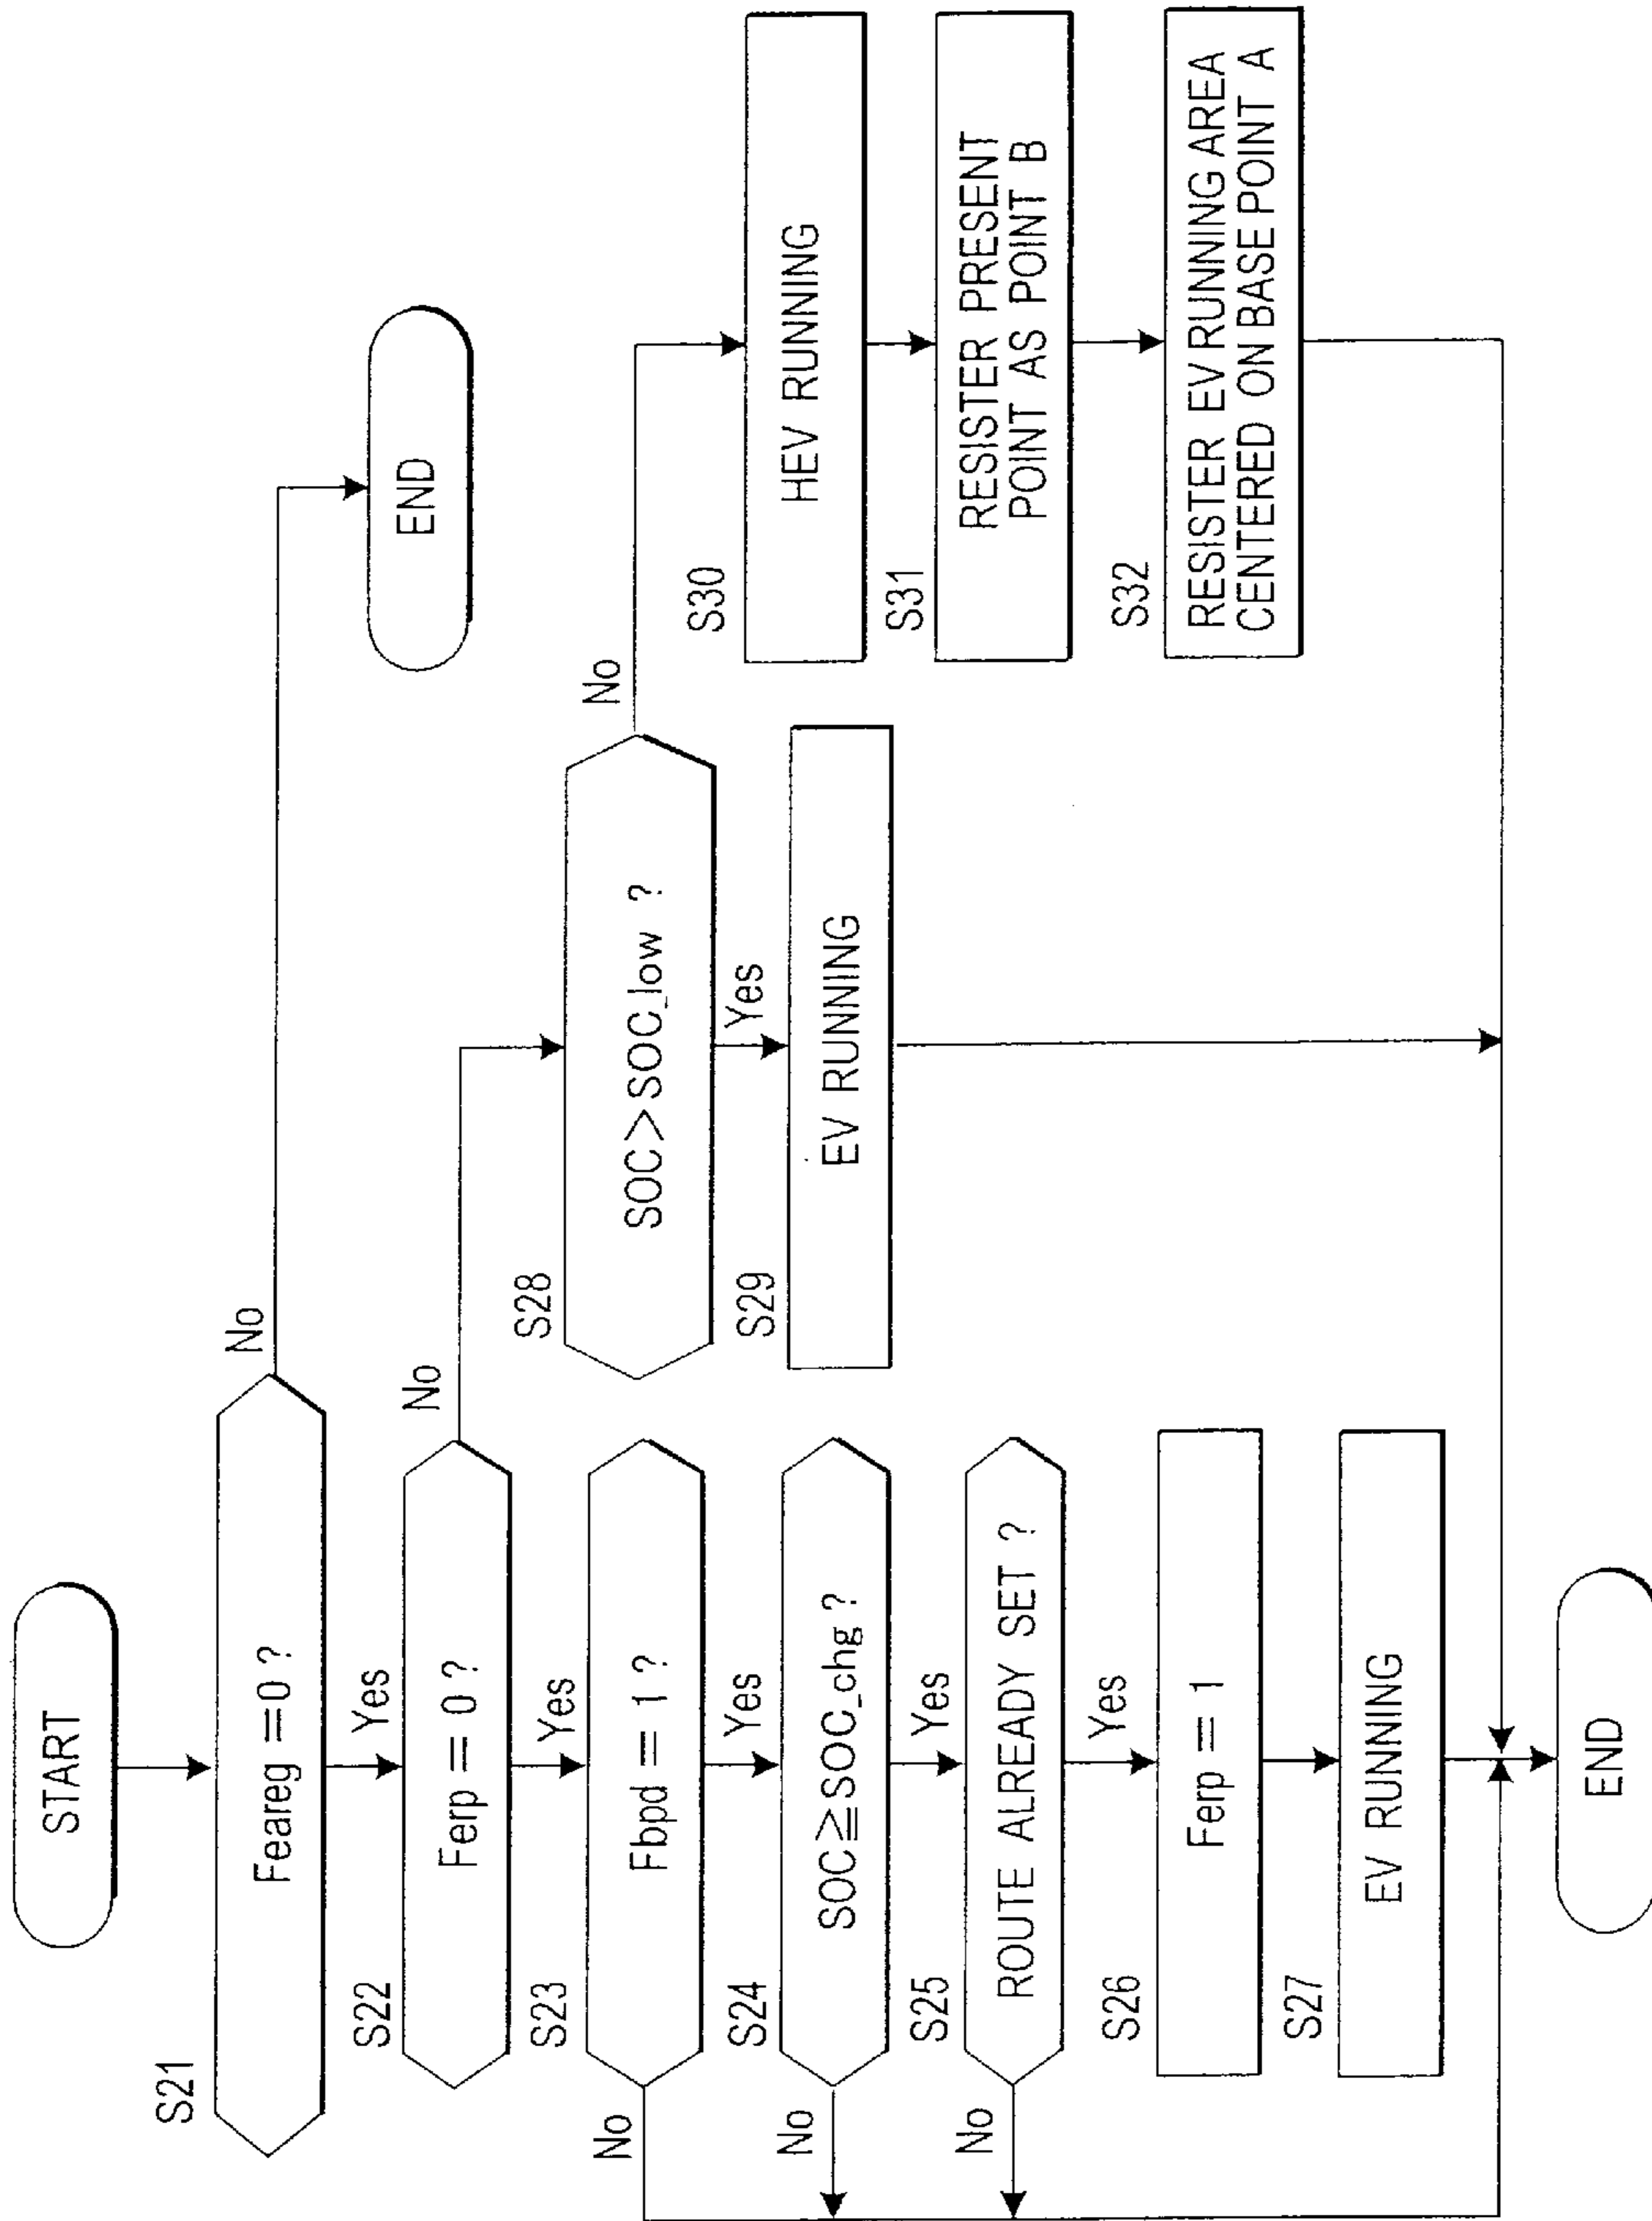 START
S21
Feareg =0 ?
No
Yes
END
S22
Ferp = 0 ?
No
Yes
S23
Fbpd = 1 ?
No
Yes
S24
SOC≧SOC_chg ?
No
Yes
S25
ROUTE ALREADY SET ?
No
Yes
S26
Ferp = 1
S27
EV RUNNING
S28
SOC>SOC_low ?
No
Yes
S29
EV RUNNING
S30
HEV RUNNING
S31
RESISTER PRESENT
POINT AS POINT B
S32
RESISTER EV RUNNING AREA
CENTERED ON BASE POINT A
END